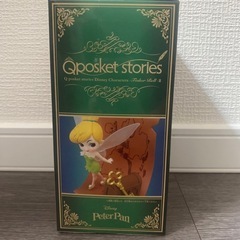 Qposket stories
Q posket stories Disney Characters -Tinker Bell-
Disney
Peter Pan